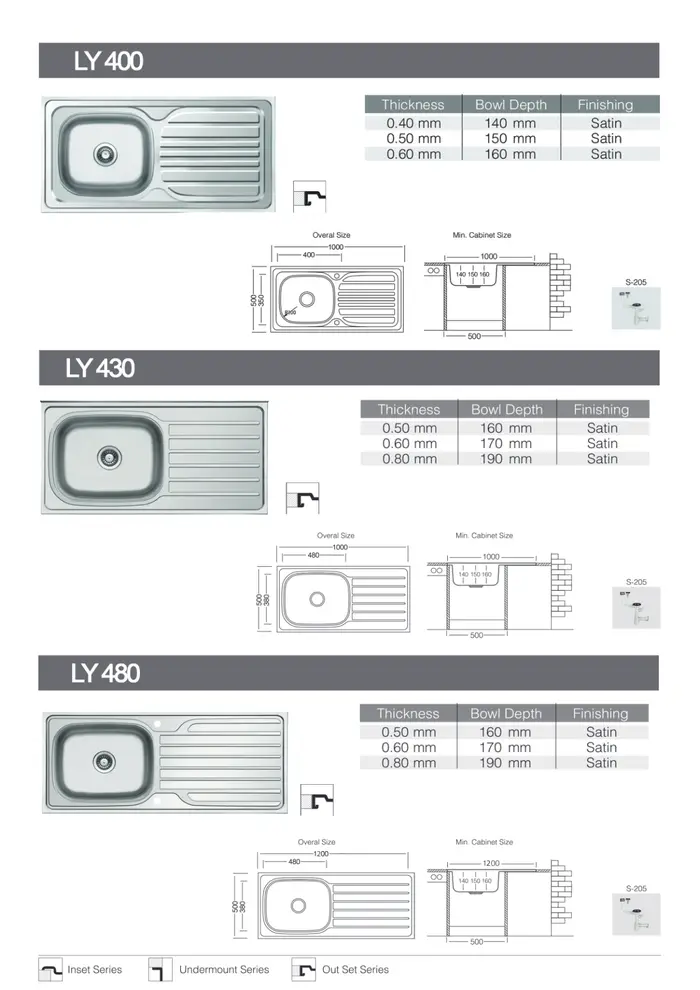 LY 400
Thickness Bowl Depth Finishing
0.40 mm 140 mm Satin
0.50 mm 150 mm Satin
0.60 mm 160 mm Satin
Overal Size Min. Cabinet Size
1000
400
500
350
1000
140 150 160
500
S-205
LY 430
Thickness Bowl Depth Finishing
0.50 mm 160 mm Satin
0.60 mm 170 mm Satin
0.80 mm 190 mm Satin
Overal Size Min. Cabinet Size
1000
480
500
380
1000
140 150 160
500
S-205
LY 480
Thickness Bowl Depth Finishing
0.50 mm 160 mm Satin
0.60 mm 170 mm Satin
0.80 mm 190 mm Satin
Overal Size Min. Cabinet Size
1200
480
500
380
1200
140 150 160
500
S-205
Inset Series Undermount Series Out Set Series